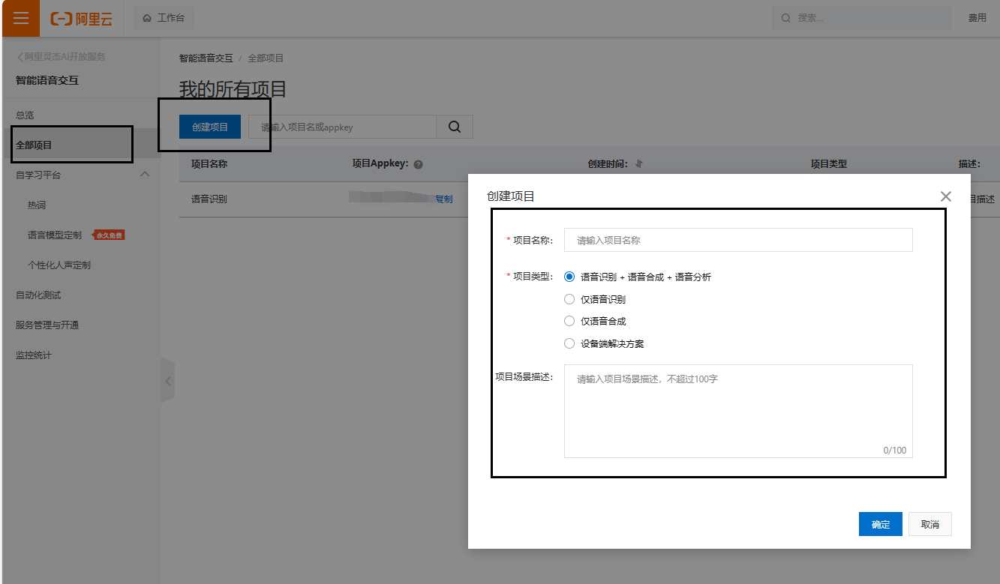 阿里云
工作台
搜索...
费用
阿里灵杰AI开放服务
智能语音交互
总览
全部项目
自学习平台
热词
语言模型定制 永久免费
个性化人声定制
自动化测试
服务管理与开通
监控统计
智能语音交互 / 全部项目
我的所有项目
创建项目
请输入项目名或appkey
项目名称 项目Appkey: ? 创建时间: 项目类型 描述:
语音识别 复制 目描述
创建项目
* 项目名称: 请输入项目名称
* 项目类型: 语音识别 + 语音合成 + 语音分析
仅语音识别
仅语音合成
设备端解决方案
项目场景描述: 请输入项目场景描述，不超过100字
0/100
确定 取消